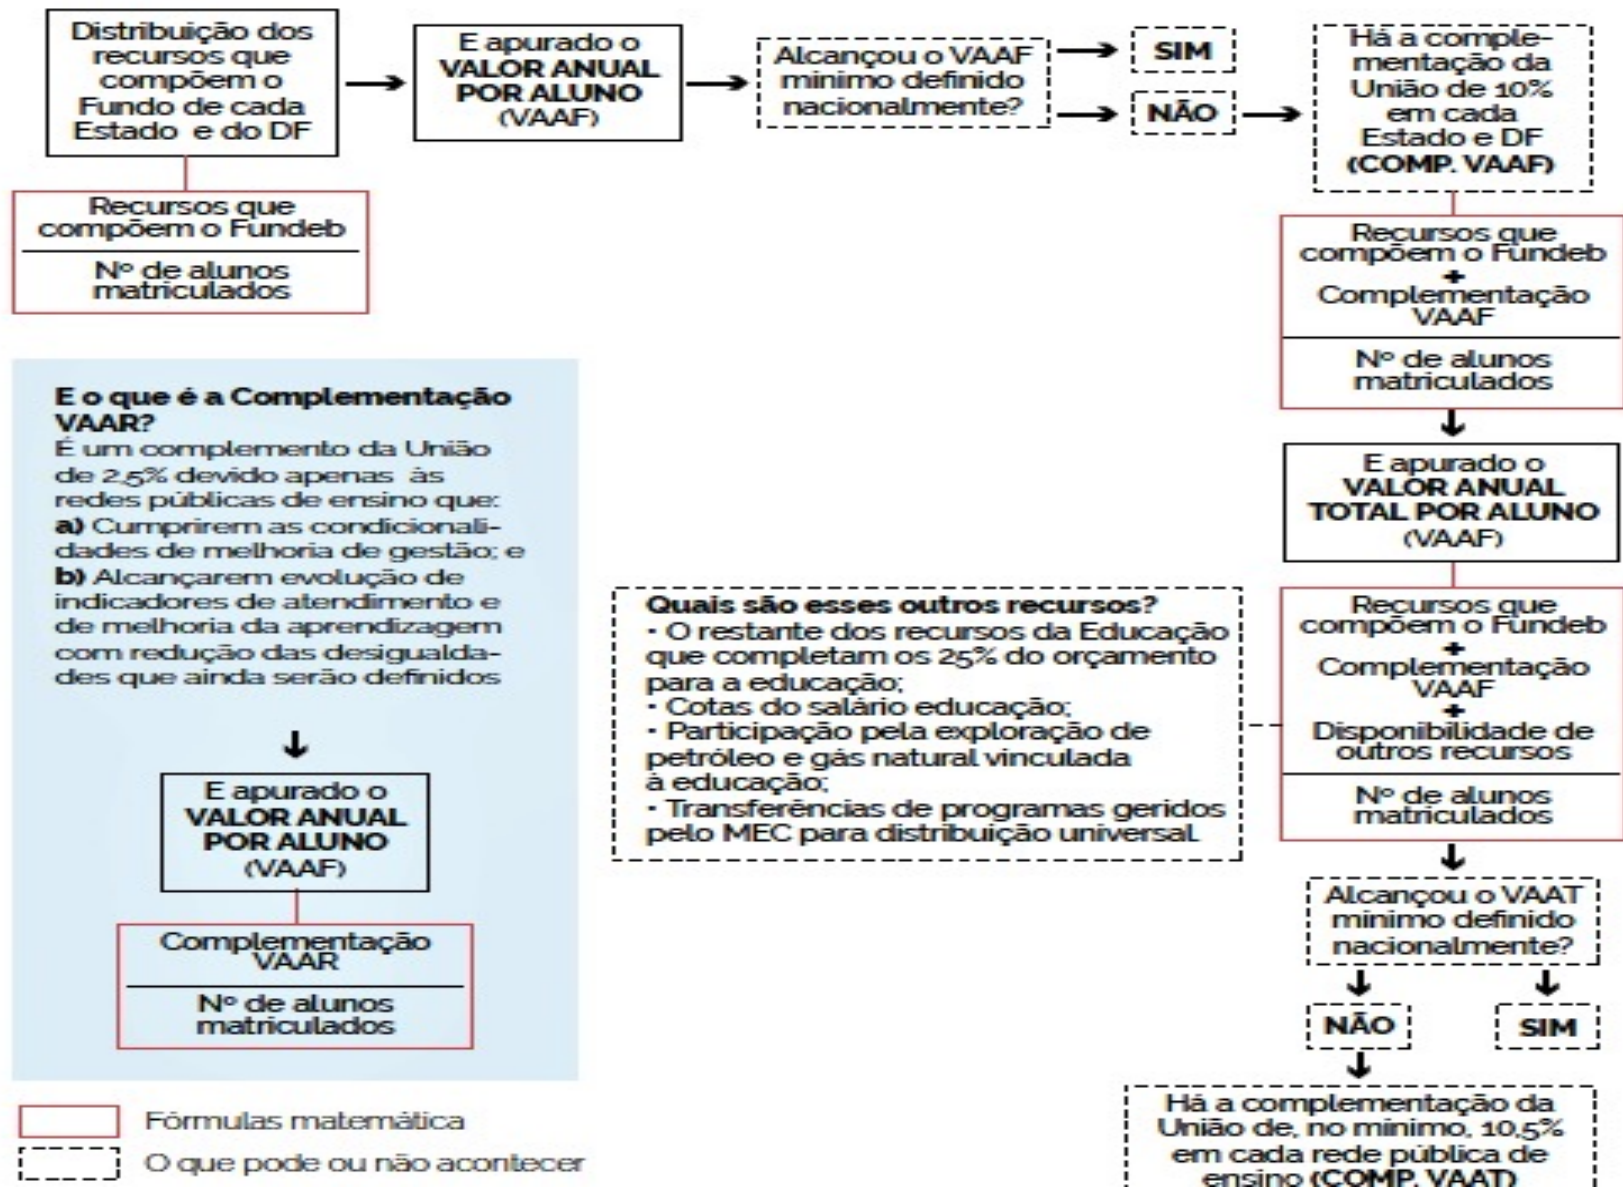 Distribuição dos
recursos que
compõem o
Fundo de cada
Estado e do DF
E apurado o
VALOR ANUAL
POR ALUNO
(VAAF)
Alcançou o VAAF
mínimo definido
nacionalmente?
SIM
NÃO
Há a comple-
mentação da
União de 10%
em cada
Estado e DF
(COMP. VAAF)
Recursos que
compõem o Fundeb
Nº de alunos
matriculados
Recursos que
compõem o Fundeb
+
Complementação
VAAF
Nº de alunos
matriculados
E apurado o
VALOR ANUAL
TOTAL POR ALUNO
(VAAF)
Recursos que
compõem o Fundeb
+
Complementação
VAAF
+
Disponibilidade de
outros recursos
Nº de alunos
matriculados
Quais são esses outros recursos?
• O restante dos recursos da Educação
que completam os 25% do orçamento
para a educação;
• Cotas do salário educação;
• Participação pela exploração de
petróleo e gás natural vinculada
à educação;
• Transferências de programas geridos
pelo MEC para distribuição universal.
Alcançou o VAAT
mínimo definido
nacionalmente?
NÃO
SIM
Há a complementação da
União de, no mínimo, 10,5%
em cada rede pública de
ensino (COMP. VAAT)
E o que é a Complementação
VAAR?
É um complemento da União
de 2,5% devido apenas às
redes públicas de ensino que:
a) Cumprirem as condicionali-
dades de melhoria de gestão; e
b) Alcançarem evolução de
indicadores de atendimento e
de melhoria da aprendizagem
com redução das desigualda-
des que ainda serão definidos
E apurado o
VALOR ANUAL
POR ALUNO
(VAAF)
Complementação
VAAR
Nº de alunos
matriculados
Fórmulas matemática
O que pode ou não acontecer